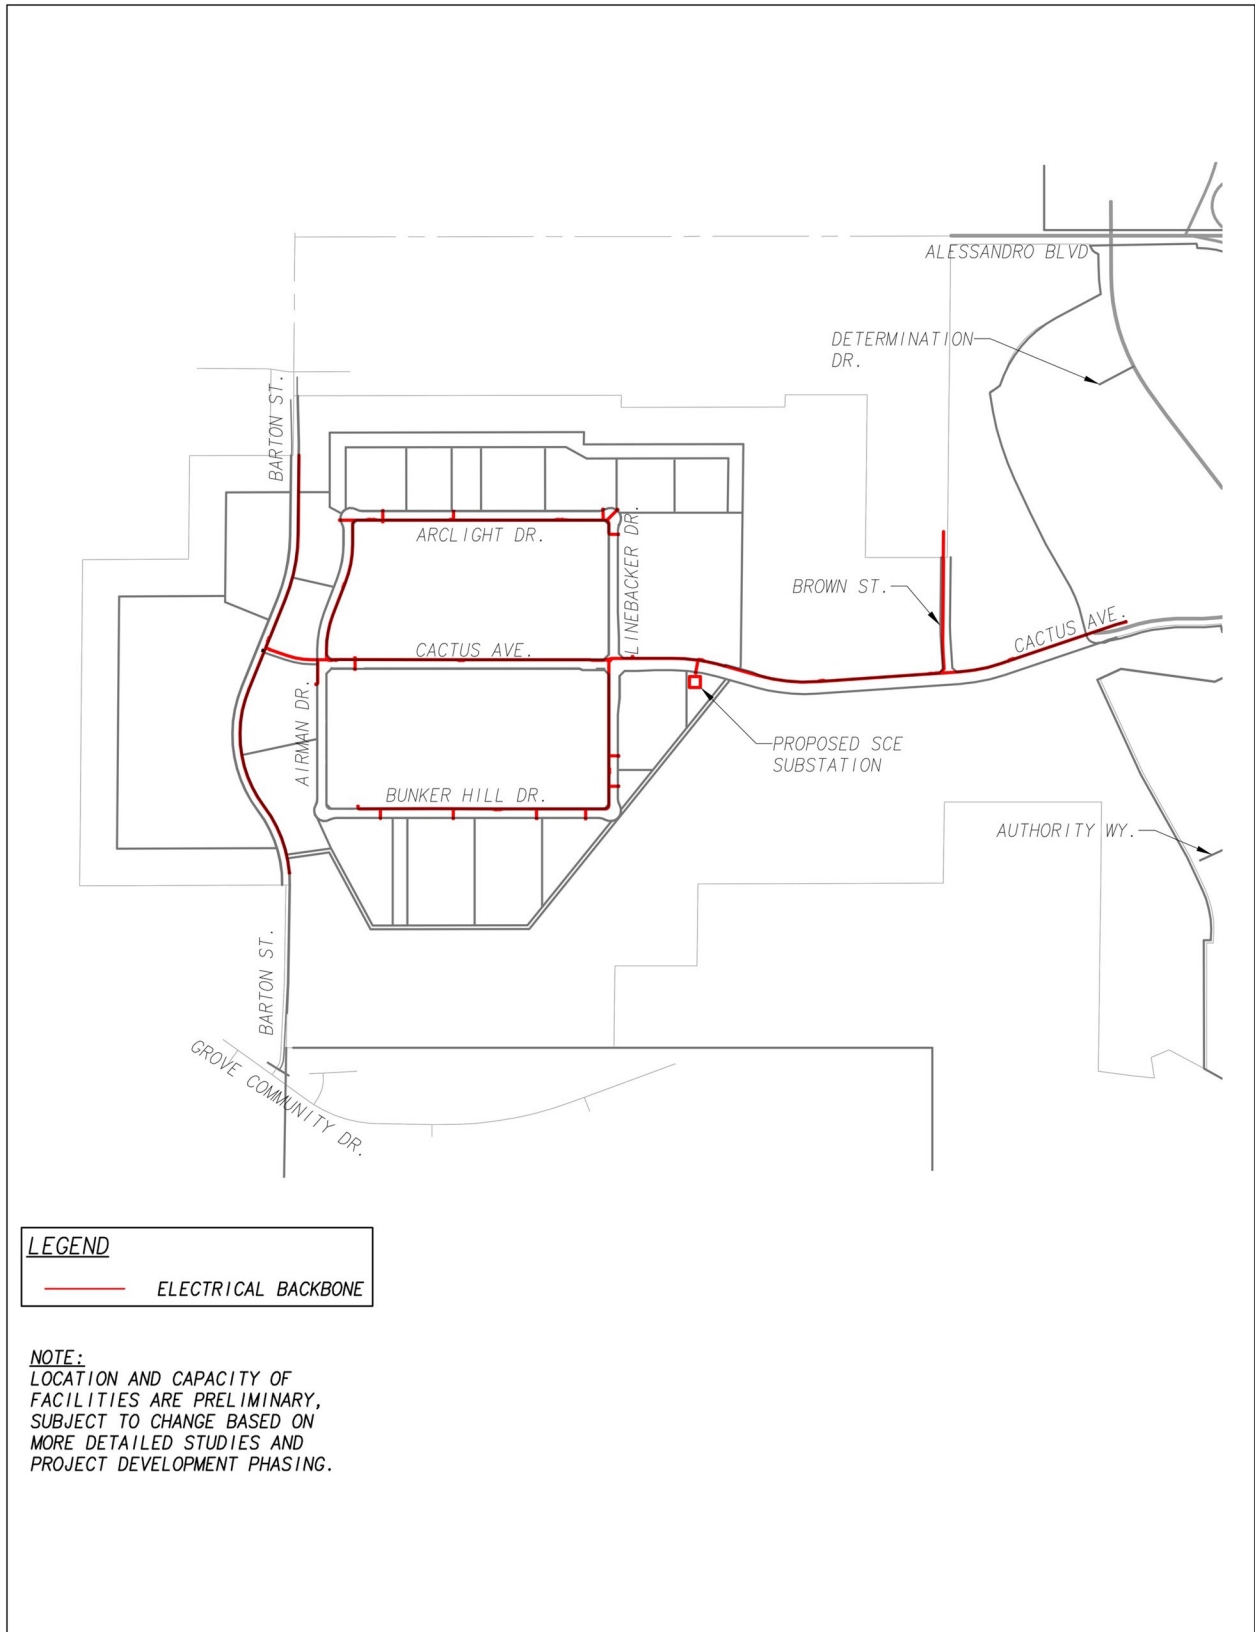 ALESSANDRO BLVD
DETERMINATION
DR.
BARTON ST.
ARCLIGHT DR.
LINEBACKER DR.
BROWN ST.
CACTUS AVE.
CACTUS AVE.
AIRMAN DR.
PROPOSED SCE
SUBSTATION
BUNKER HILL DR.
AUTHORITY WY.
BARTON ST.
GROVE COMMUNITY DR.
LEGEND
ELECTRICAL BACKBONE
NOTE:
LOCATION AND CAPACITY OF
FACILITIES ARE PRELIMINARY,
SUBJECT TO CHANGE BASED ON
MORE DETAILED STUDIES AND
PROJECT DEVELOPMENT PHASING.